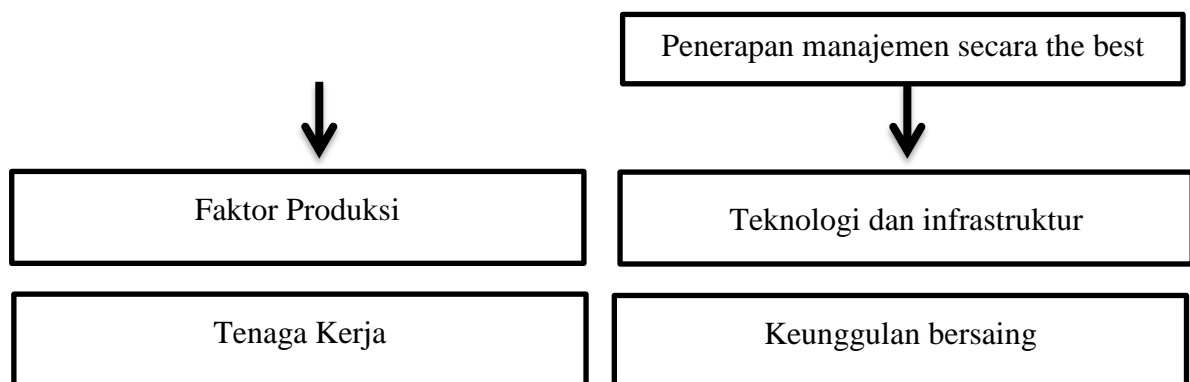 Penerapan manajemen secara the best
Faktor Produksi
Teknologi dan infrastruktur
Tenaga Kerja
Keunggulan bersaing